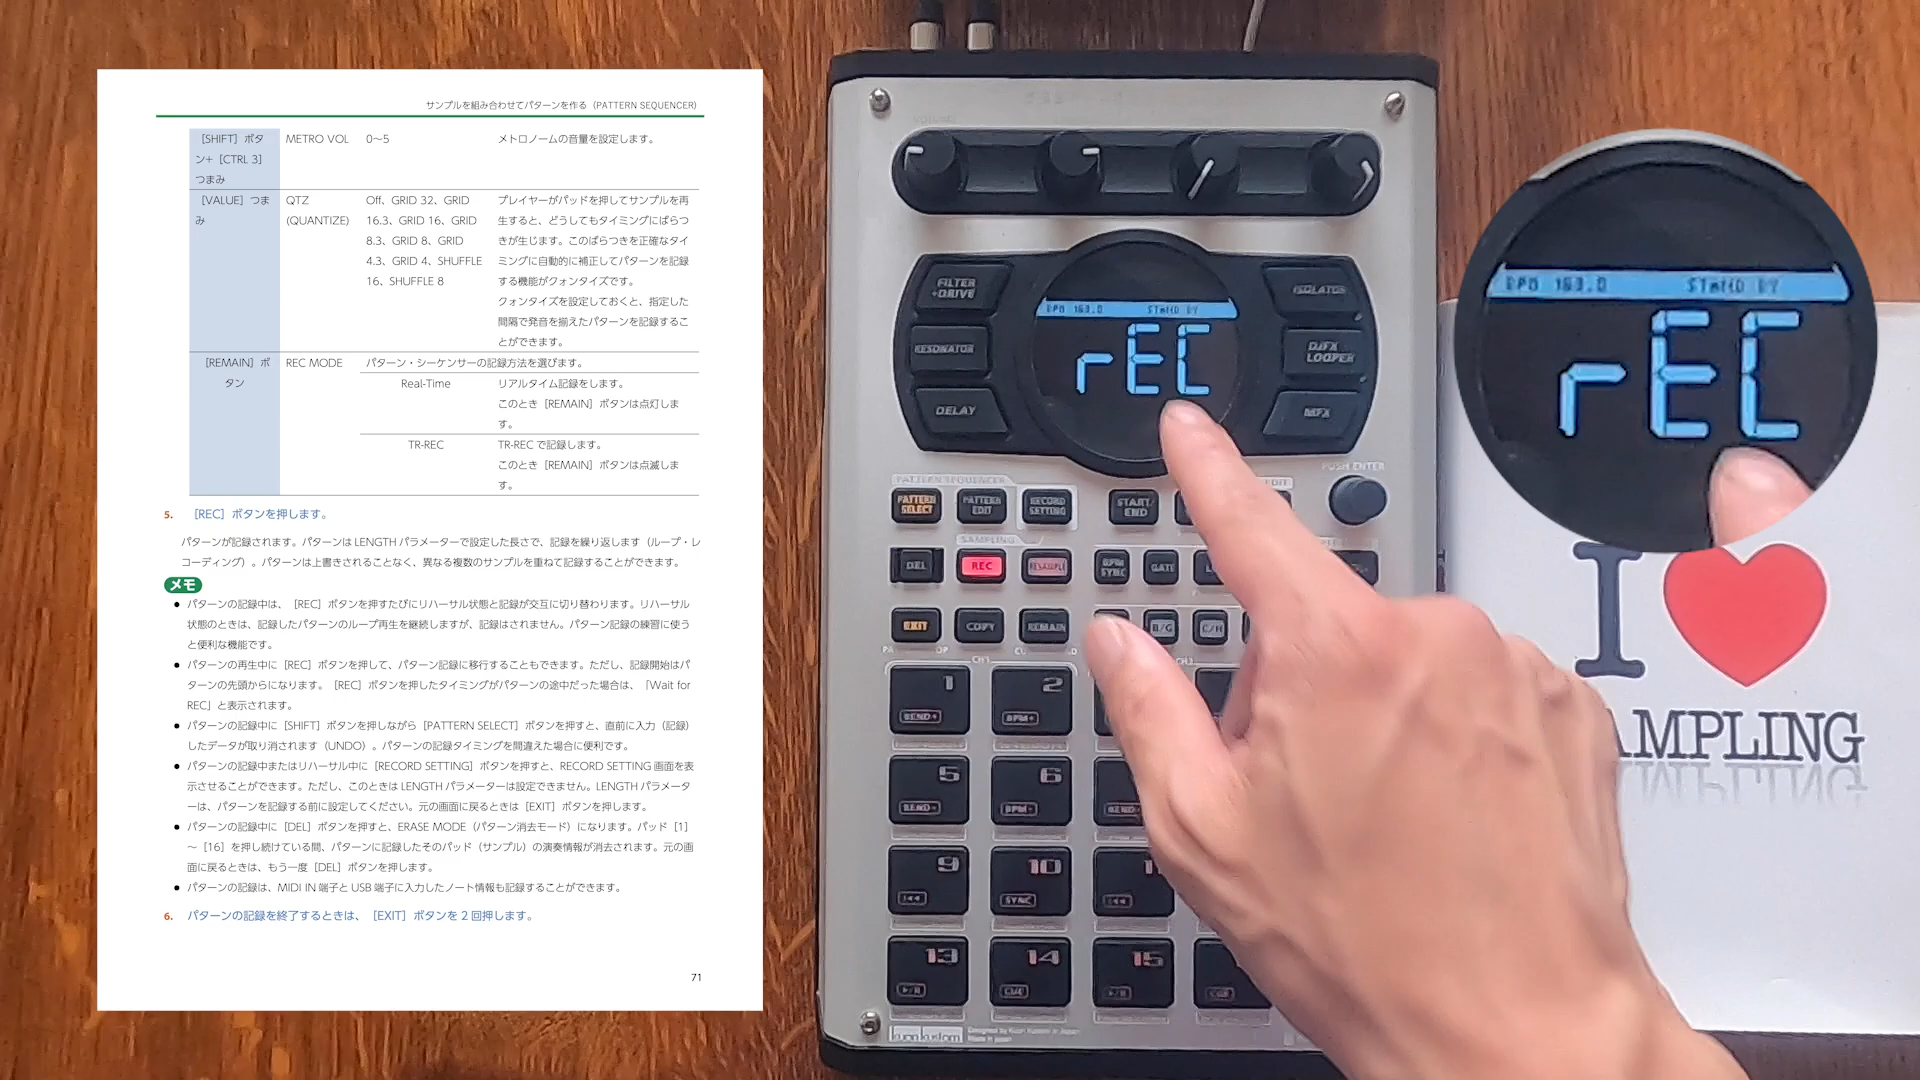 サンプルを組み合わせてパターンを作る（PATTERN SEQUENCER）
［SHIFT］ボタ
ン+［CTRL 3］
つまみ
METRO VOL
0〜5
メトロノームの音量を設定します。
［VALUE］つま
み
QTZ
(QUANTIZE)
Off、GRID 32、GRID
16.3、GRID 16、GRID
8.3、GRID 8、GRID
4.3、GRID 4、SHUFFLE
16、SHUFFLE 8
プレイヤーがパッドを押してサンプルを再
生すると、どうしてもタイミングにばらつ
きが生じます。このばらつきを正確なタイ
ミングに自動的に補正してパターンを記録
する機能がクォンタイズです。
クォンタイズを設定しておくと、指定した
間隔で発音を揃えたパターンを記録するこ
とができます。
［REMAIN］ボ
タン
REC MODE
パターン・シーケンサーの記録方法を選びます。
Real-Time
リアルタイム記録をします。
このとき［REMAIN］ボタンは点灯しま
す。
TR-REC
TR-REC で記録します。
このとき［REMAIN］ボタンは点滅しま
す。
5. ［REC］ボタンを押します。
パターンが記録されます。パターンは LENGTH パラメーターで設定した長さで、記録を繰り返します（ループ・レ
コーディング）。パターンは上書きされることなく、異なる複数のサンプルを重ねて記録することができます。
メモ
● パターンの記録中は、［REC］ボタンを押すたびにリハーサル状態と記録が交互に切り替わります。リハーサル
状態のときは、記録したパターンのループ再生を継続しますが、記録はされません。パターン記録の練習に使う
と便利な機能です。
● パターンの再生中に［REC］ボタンを押して、パターン記録に移行することもできます。ただし、記録開始はパ
ターンの先頭からになります。［REC］ボタンを押したタイミングがパターンの途中だった場合は、「Wait for
REC」と表示されます。
● パターンの記録中に［SHIFT］ボタンを押しながら［PATTERN SELECT］ボタンを押すと、直前に入力（記録）
したデータが取り消されます（UNDO）。パターンの記録タイミングを間違えた場合に便利です。
● パターンの記録中またはリハーサル中に［RECORD SETTING］ボタンを押すと、RECORD SETTING 画面を表
示させることができます。ただし、このときは LENGTH パラメーターは設定できません。LENGTH パラメータ
ーは、パターンを記録する前に設定してください。元の画面に戻るときは［EXIT］ボタンを押します。
● パターンの記録中に［DEL］ボタンを押すと、ERASE MODE（パターン消去モード）になります。パッド［1］
〜［16］を押し続けている間、パターンに記録したそのパッド（サンプル）の演奏情報が消去されます。元の画
面に戻るときは、もう一度［DEL］ボタンを押します。
● パターンの記録は、MIDI IN 端子と USB 端子に入力したノート情報も記録することができます。
6. パターンの記録を終了するときは、［EXIT］ボタンを 2 回押します。
71
FILTER
+DRIVE
RESONATOR
DELAY
ISOLATOR
DJFX
LOOPER
MFX
rEC
PUSH ENTER
PATTERN SEQUENCER
PATTERN
SELECT
PATTERN
EDIT
RECORD
SETTING
START/
END
SAMPLING
DEL
REC
RESAMPLE
BPM
SYNC
GATE
EXIT
COPY
REMAIN
B/G
C/H
1
BEND+
2
BPM+
5
BEND-
6
BPM-
9
10
SYNC
13
14
CUE
15
rEC
I
AMPLING